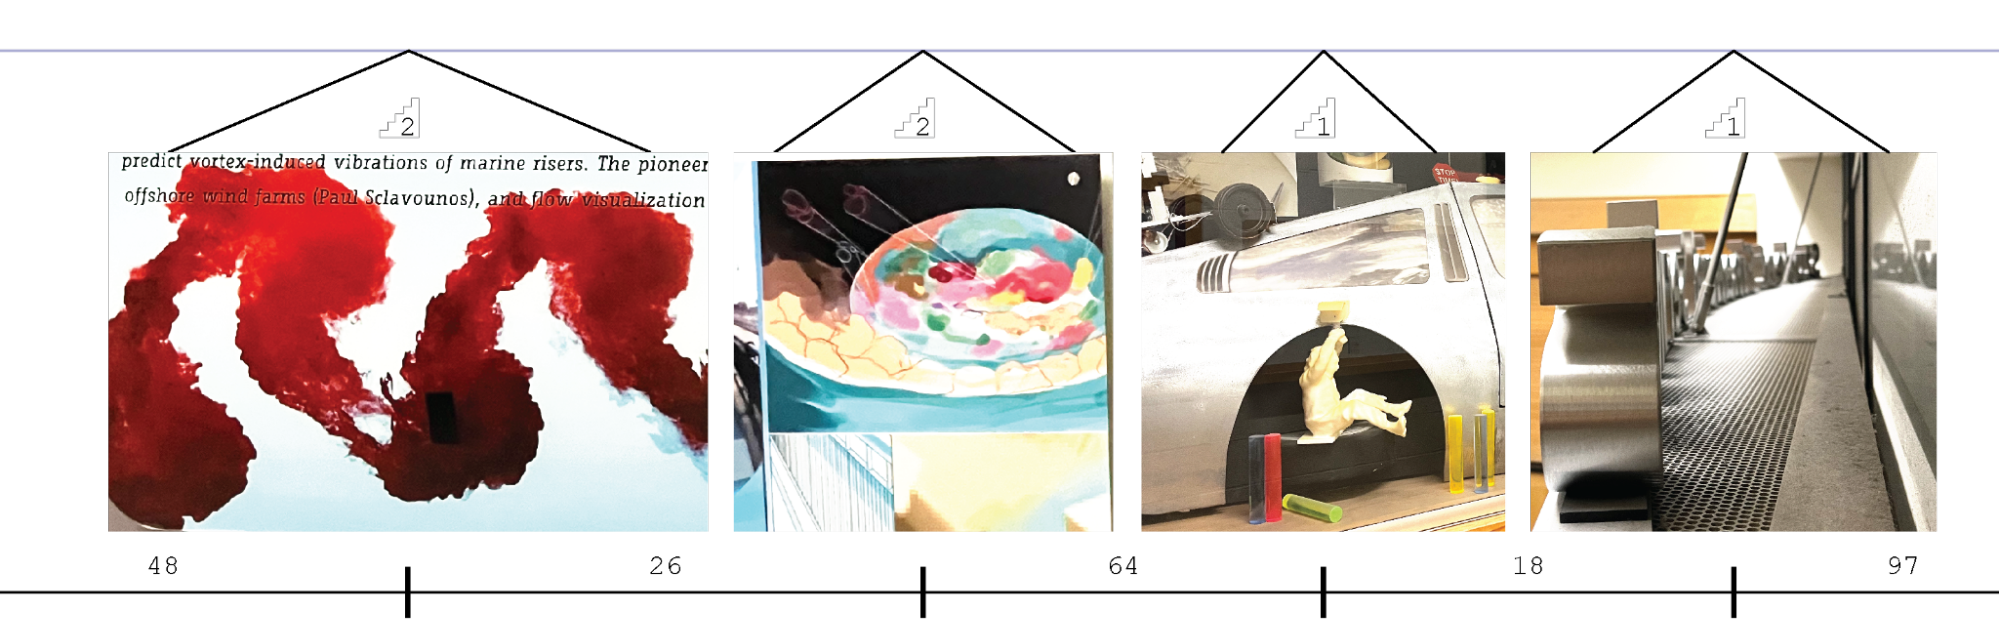 2
2
1
1
predict vortex-induced vibrations of marine risers. The pioneer
offshore wind farms (Paul Sclavounos), and flow visualization
STOP
TIME
48
26
64
18
97